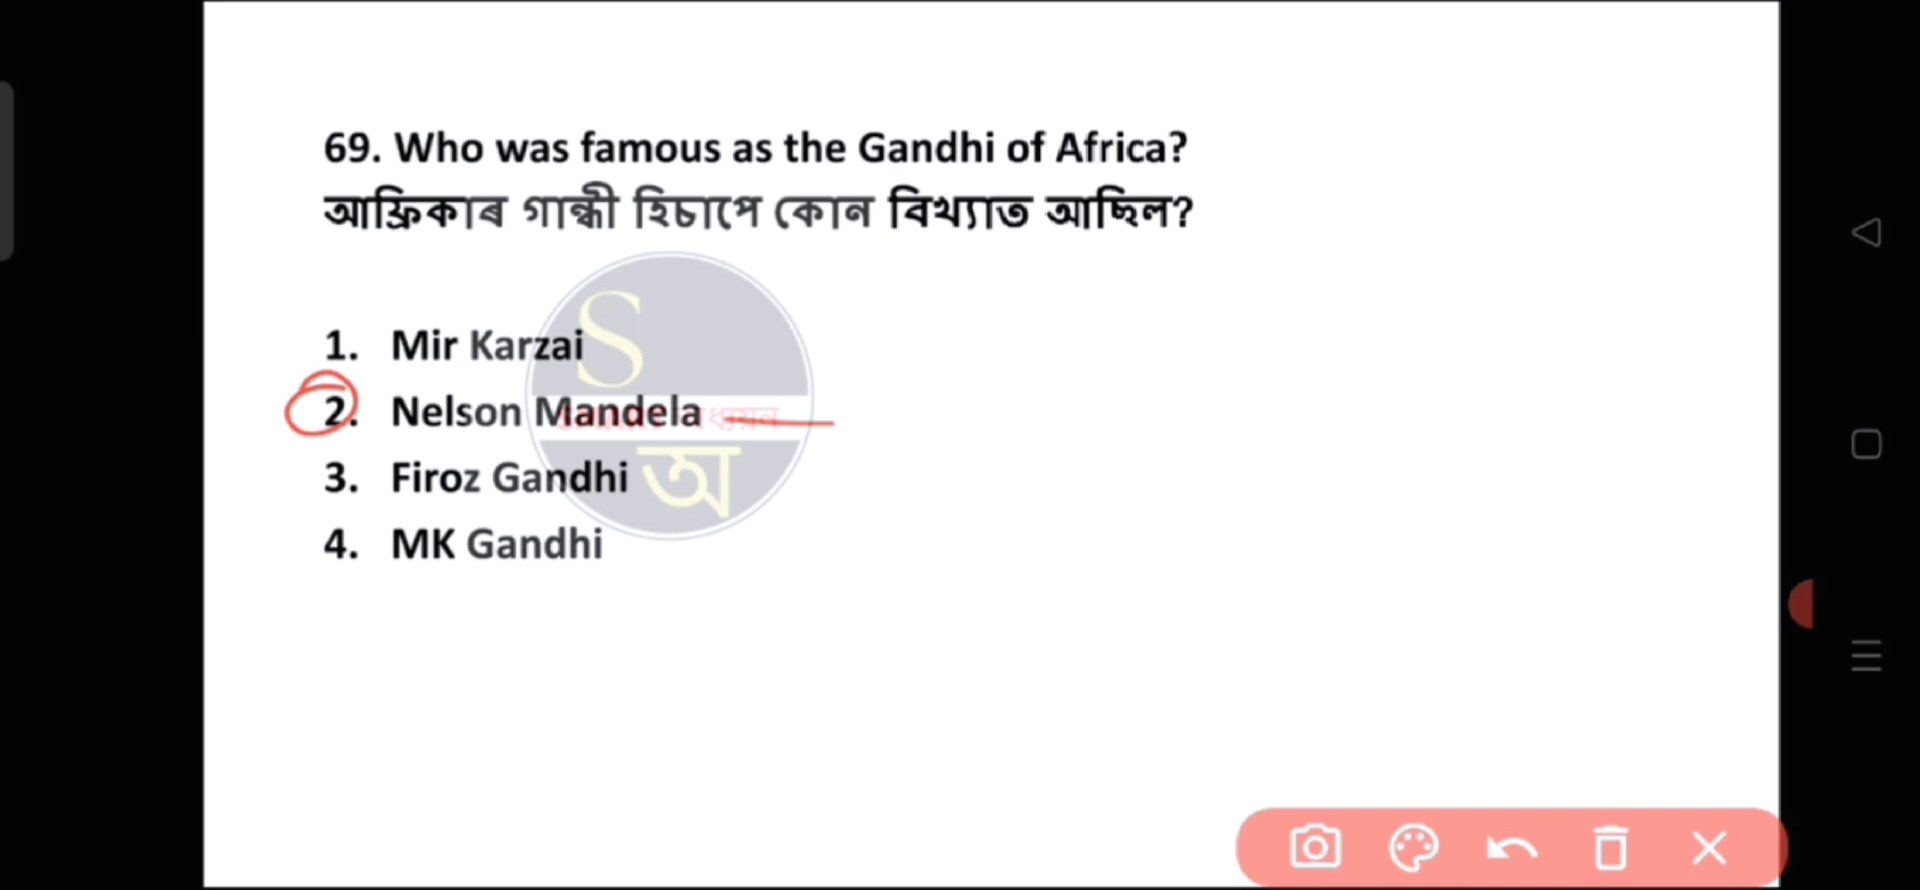 69. Who was famous as the Gandhi of Africa?
আফ্রিকাৰ গান্ধী হিচাপে কোন বিখ্যাত আছিল?
1. Mir Karzai
2. Nelson Mandela
3. Firoz Gandhi
4. MK Gandhi
S
অ